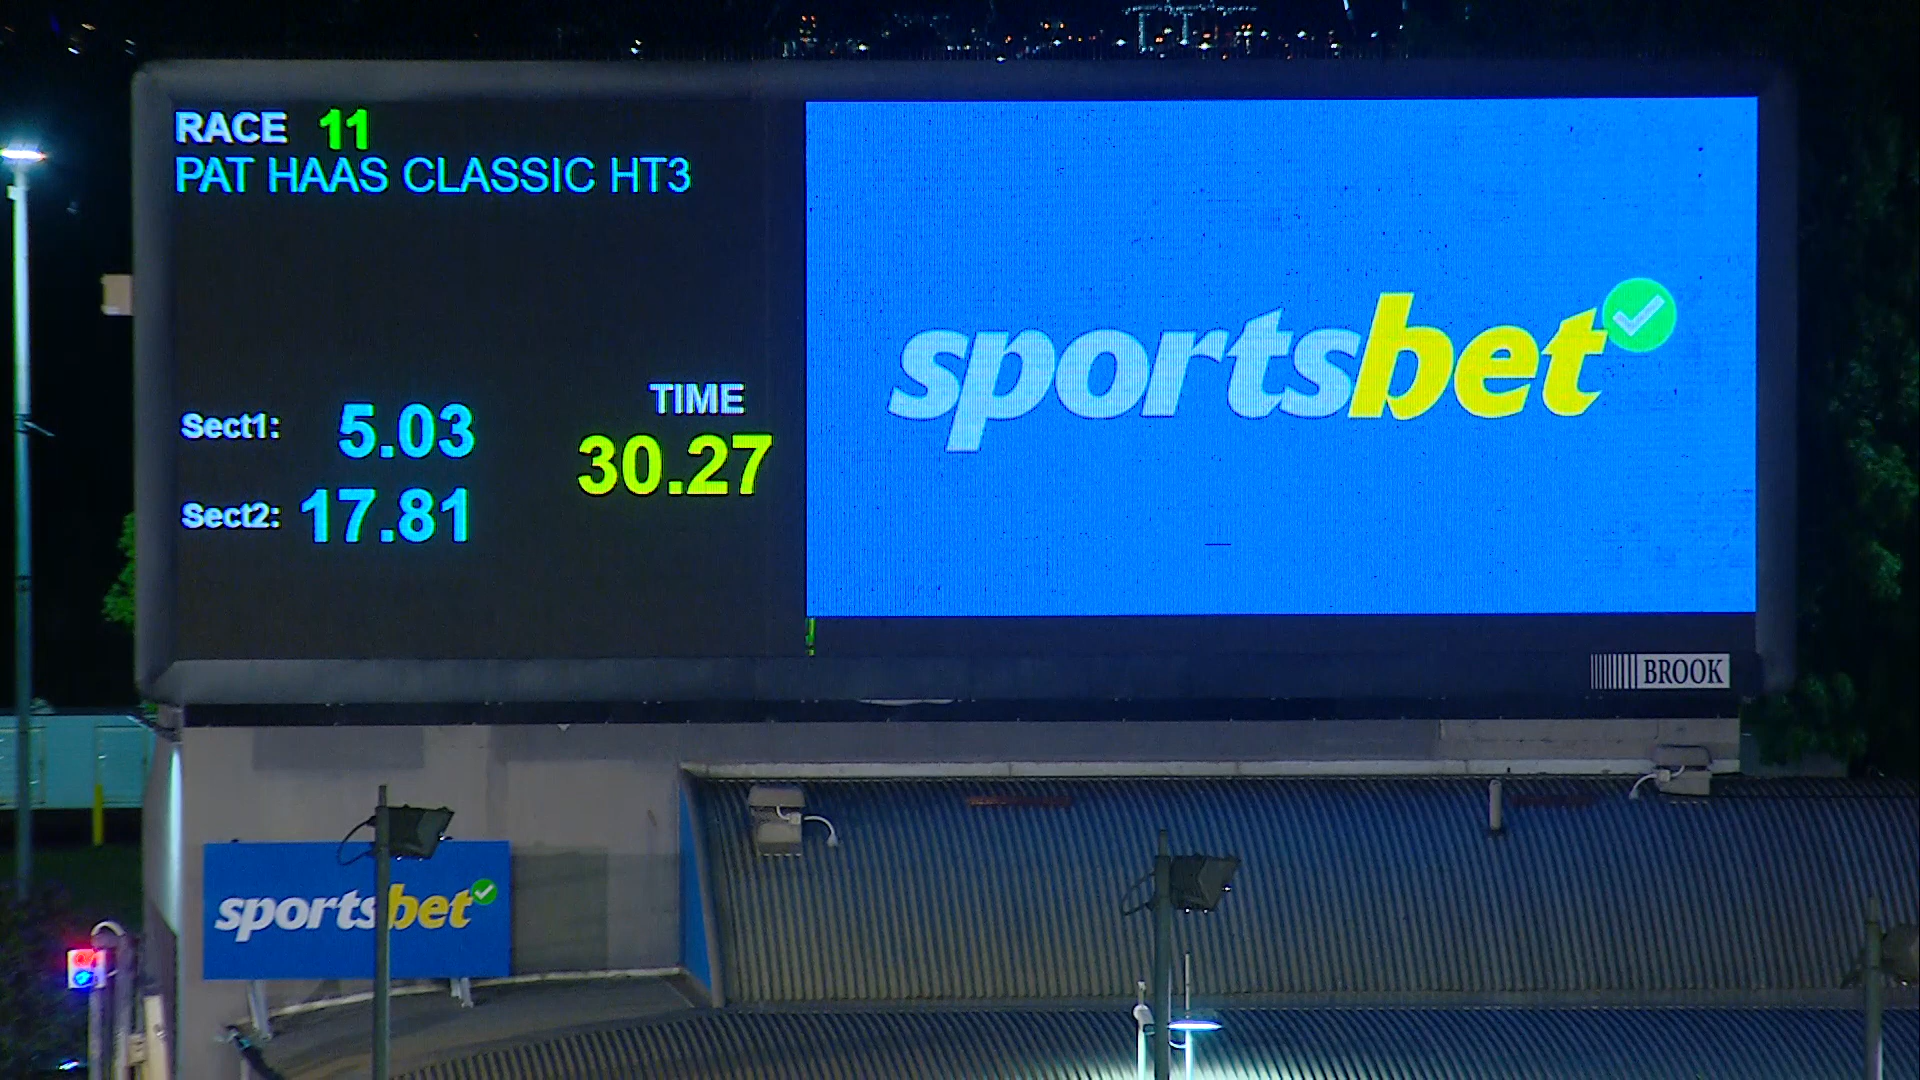 RACE 11
PAT HAAS CLASSIC HT3
TIME
Sect1: 5.03
30.27
Sect2: 17.81
sportsbet
BROOK
sportsbet